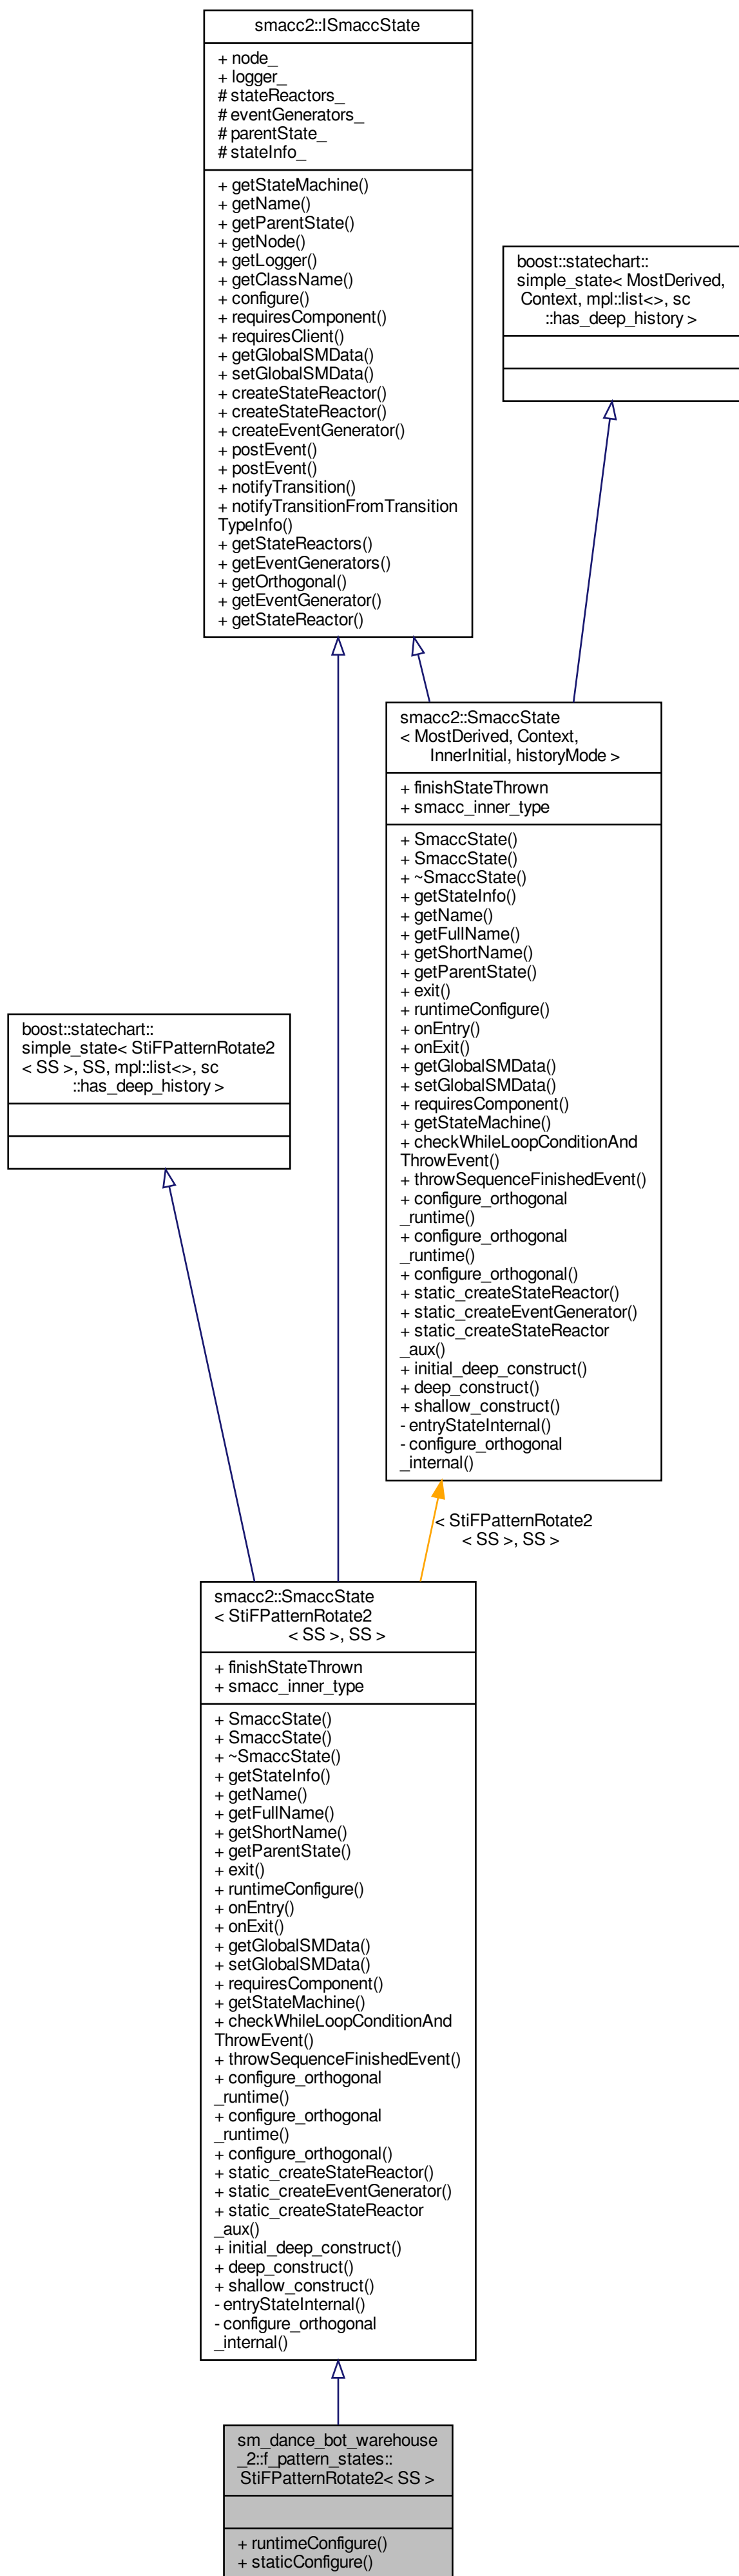 smacc2::ISmaccState
+ node_
+ logger_
# stateReactors_
# eventGenerators_
# parentState_
# stateInfo_
+ getStateMachine()
+ getName()
+ getParentState()
+ getNode()
+ getLogger()
+ getClassName()
+ configure()
+ requiresComponent()
+ requiresClient()
+ getGlobalSMData()
+ setGlobalSMData()
+ createStateReactor()
+ createStateReactor()
+ createEventGenerator()
+ postEvent()
+ postEvent()
+ notifyTransition()
+ notifyTransitionFromTransition
TypeInfo()
+ getStateReactors()
+ getEventGenerators()
+ getOrthogonal()
+ getEventGenerator()
+ getStateReactor()
boost::statechart::
simple_state< MostDerived,
Context, mpl::list<>, sc
::has_deep_history >
smacc2::SmaccState
< MostDerived, Context,
InnerInitial, historyMode >
+ finishStateThrown
+ smacc_inner_type
+ SmaccState()
+ SmaccState()
+ ~SmaccState()
+ getStateInfo()
+ getName()
+ getFullName()
+ getShortName()
+ getParentState()
+ exit()
+ runtimeConfigure()
+ onEntry()
+ onExit()
+ getGlobalSMData()
+ setGlobalSMData()
+ requiresComponent()
+ getStateMachine()
+ checkWhileLoopConditionAnd
ThrowEvent()
+ throwSequenceFinishedEvent()
+ configure_orthogonal
_runtime()
+ configure_orthogonal
_runtime()
+ configure_orthogonal()
+ static_createStateReactor()
+ static_createEventGenerator()
+ static_createStateReactor
_aux()
+ initial_deep_construct()
+ deep_construct()
+ shallow_construct()
- entryStateInternal()
- configure_orthogonal
_internal()
boost::statechart::
simple_state< StiFPatternRotate2
< SS >, SS, mpl::list<>, sc
::has_deep_history >
< StiFPatternRotate2
< SS >, SS >
smacc2::SmaccState
< StiFPatternRotate2
< SS >, SS >
+ finishStateThrown
+ smacc_inner_type
+ SmaccState()
+ SmaccState()
+ ~SmaccState()
+ getStateInfo()
+ getName()
+ getFullName()
+ getShortName()
+ getParentState()
+ exit()
+ runtimeConfigure()
+ onEntry()
+ onExit()
+ getGlobalSMData()
+ setGlobalSMData()
+ requiresComponent()
+ getStateMachine()
+ checkWhileLoopConditionAnd
ThrowEvent()
+ throwSequenceFinishedEvent()
+ configure_orthogonal
_runtime()
+ configure_orthogonal
_runtime()
+ configure_orthogonal()
+ static_createStateReactor()
+ static_createEventGenerator()
+ static_createStateReactor
_aux()
+ initial_deep_construct()
+ deep_construct()
+ shallow_construct()
- entryStateInternal()
- configure_orthogonal
_internal()
sm_dance_bot_warehouse
_2::f_pattern_states::
StiFPatternRotate2< SS >
+ runtimeConfigure()
+ staticConfigure()